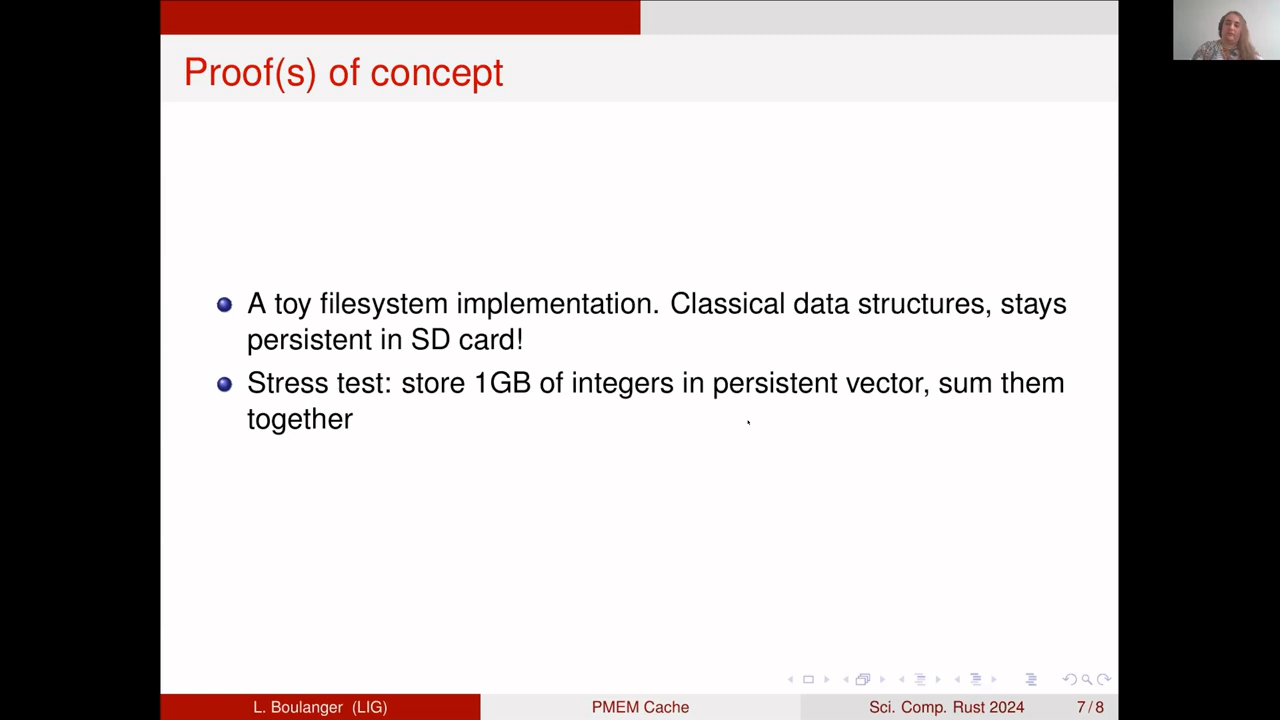 Proof(s) of concept
A toy filesystem implementation. Classical data structures, stays
persistent in SD card!
Stress test: store 1GB of integers in persistent vector, sum them
together
L. Boulanger (LIG)
PMEM Cache
Sci. Comp. Rust 2024
7 / 8